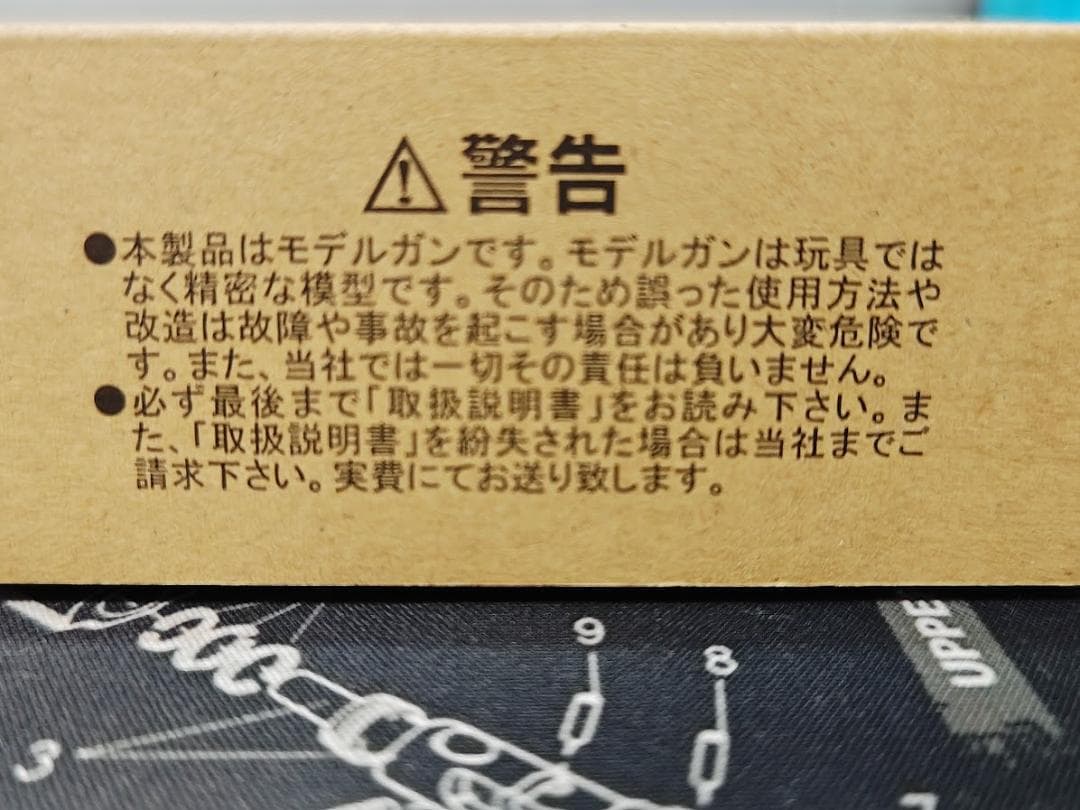 ⚠警告
●本製品はモデルガンです。モデルガンは玩具では
なく精密な模型です。そのため誤った使用方法や
改造は故障や事故を起こす場合があり大変危険で
す。また、当社では一切その責任は負いません。
●必ず最後まで「取扱説明書」をお読み下さい。ま
た、「取扱説明書」を紛失された場合は当社までご
請求下さい。実費にてお送り致します。
9
8
UPPE
3